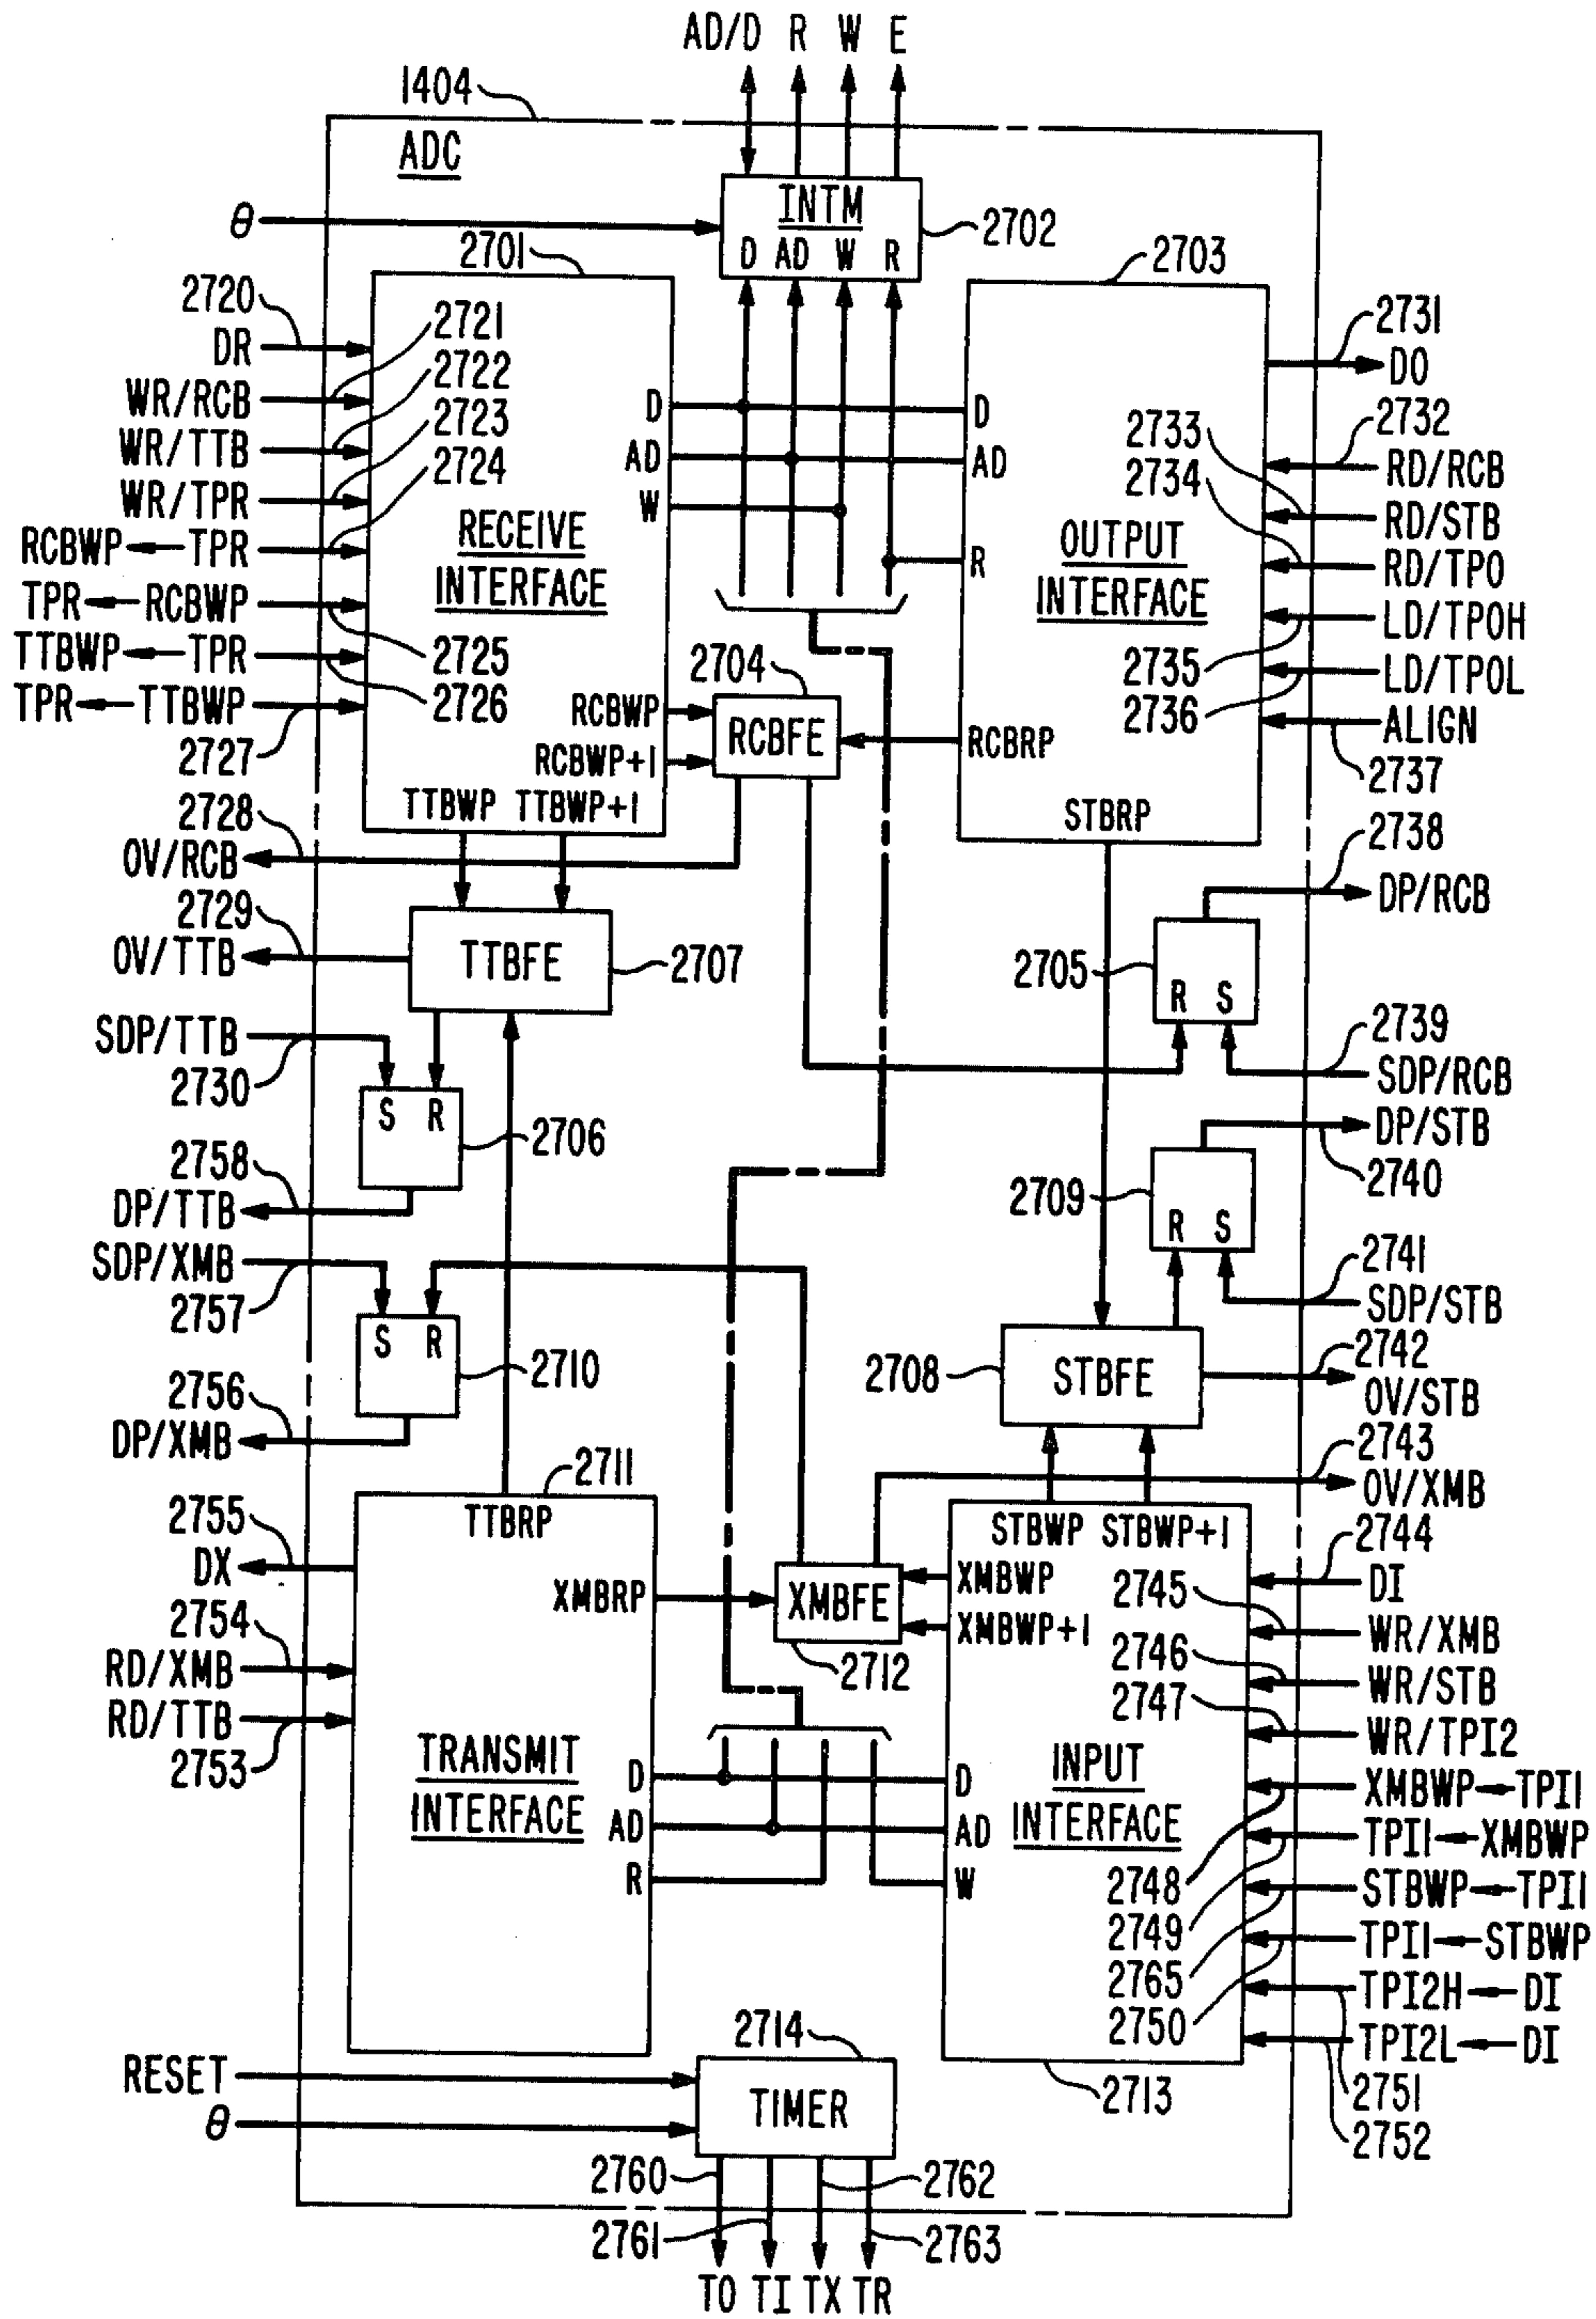 AD/D R W E
1404
ADC
θ
INTM
D AD W R
2702
2701
2703
2720
DR
2721
WR/RCB
2722
WR/TTB
2723
WR/TPR
2724
RCBWP←TPR
TPR←RCBWP
2725
TTBWP←TPR
2726
TPR←TTBWP
2727
RECEIVE
INTERFACE
D
AD
W
RCBWP
RCBWP+1
TTBWP TTBWP+1
D
AD
R
OUTPUT
INTERFACE
RCBRP
STBRP
2731
DO
2732
RD/RCB
2733
RD/STB
2734
RD/TPO
LD/TPOH
2735
LD/TPOL
2736
ALIGN
2737
2704
RCBFE
2728
OV/RCB
2729
OV/TTB
TTBFE
2707
SDP/TTB
2730
S R
2706
2758
DP/TTB
2738
DP/RCB
2705
R S
2739
SDP/RCB
DP/STB
2740
2709
R S
2741
SDP/STB
SDP/XMB
2757
S R
2710
2756
DP/XMB
2708
STBFE
2742
OV/STB
2743
OV/XMB
2711
TTBRP
2755
DX
XMBRP
2754
RD/XMB
RD/TTB
2753
TRANSMIT
INTERFACE
D
AD
R
XMBFE
2712
STBWP STBWP+1
XMBWP
XMBWP+1
D
AD
W
INPUT
INTERFACE
2713
2744
DI
2745
WR/XMB
2746
WR/STB
2747
WR/TPI2
XMBWP←TPI1
2748
TPI1←XMBWP
2749
STBWP←TPI1
2765
TPI1←STBWP
2750
TPI2H←DI
2751
TPI2L←DI
2752
2714
RESET
θ
TIMER
2760
2761
2762
2763
TO TI TX TR